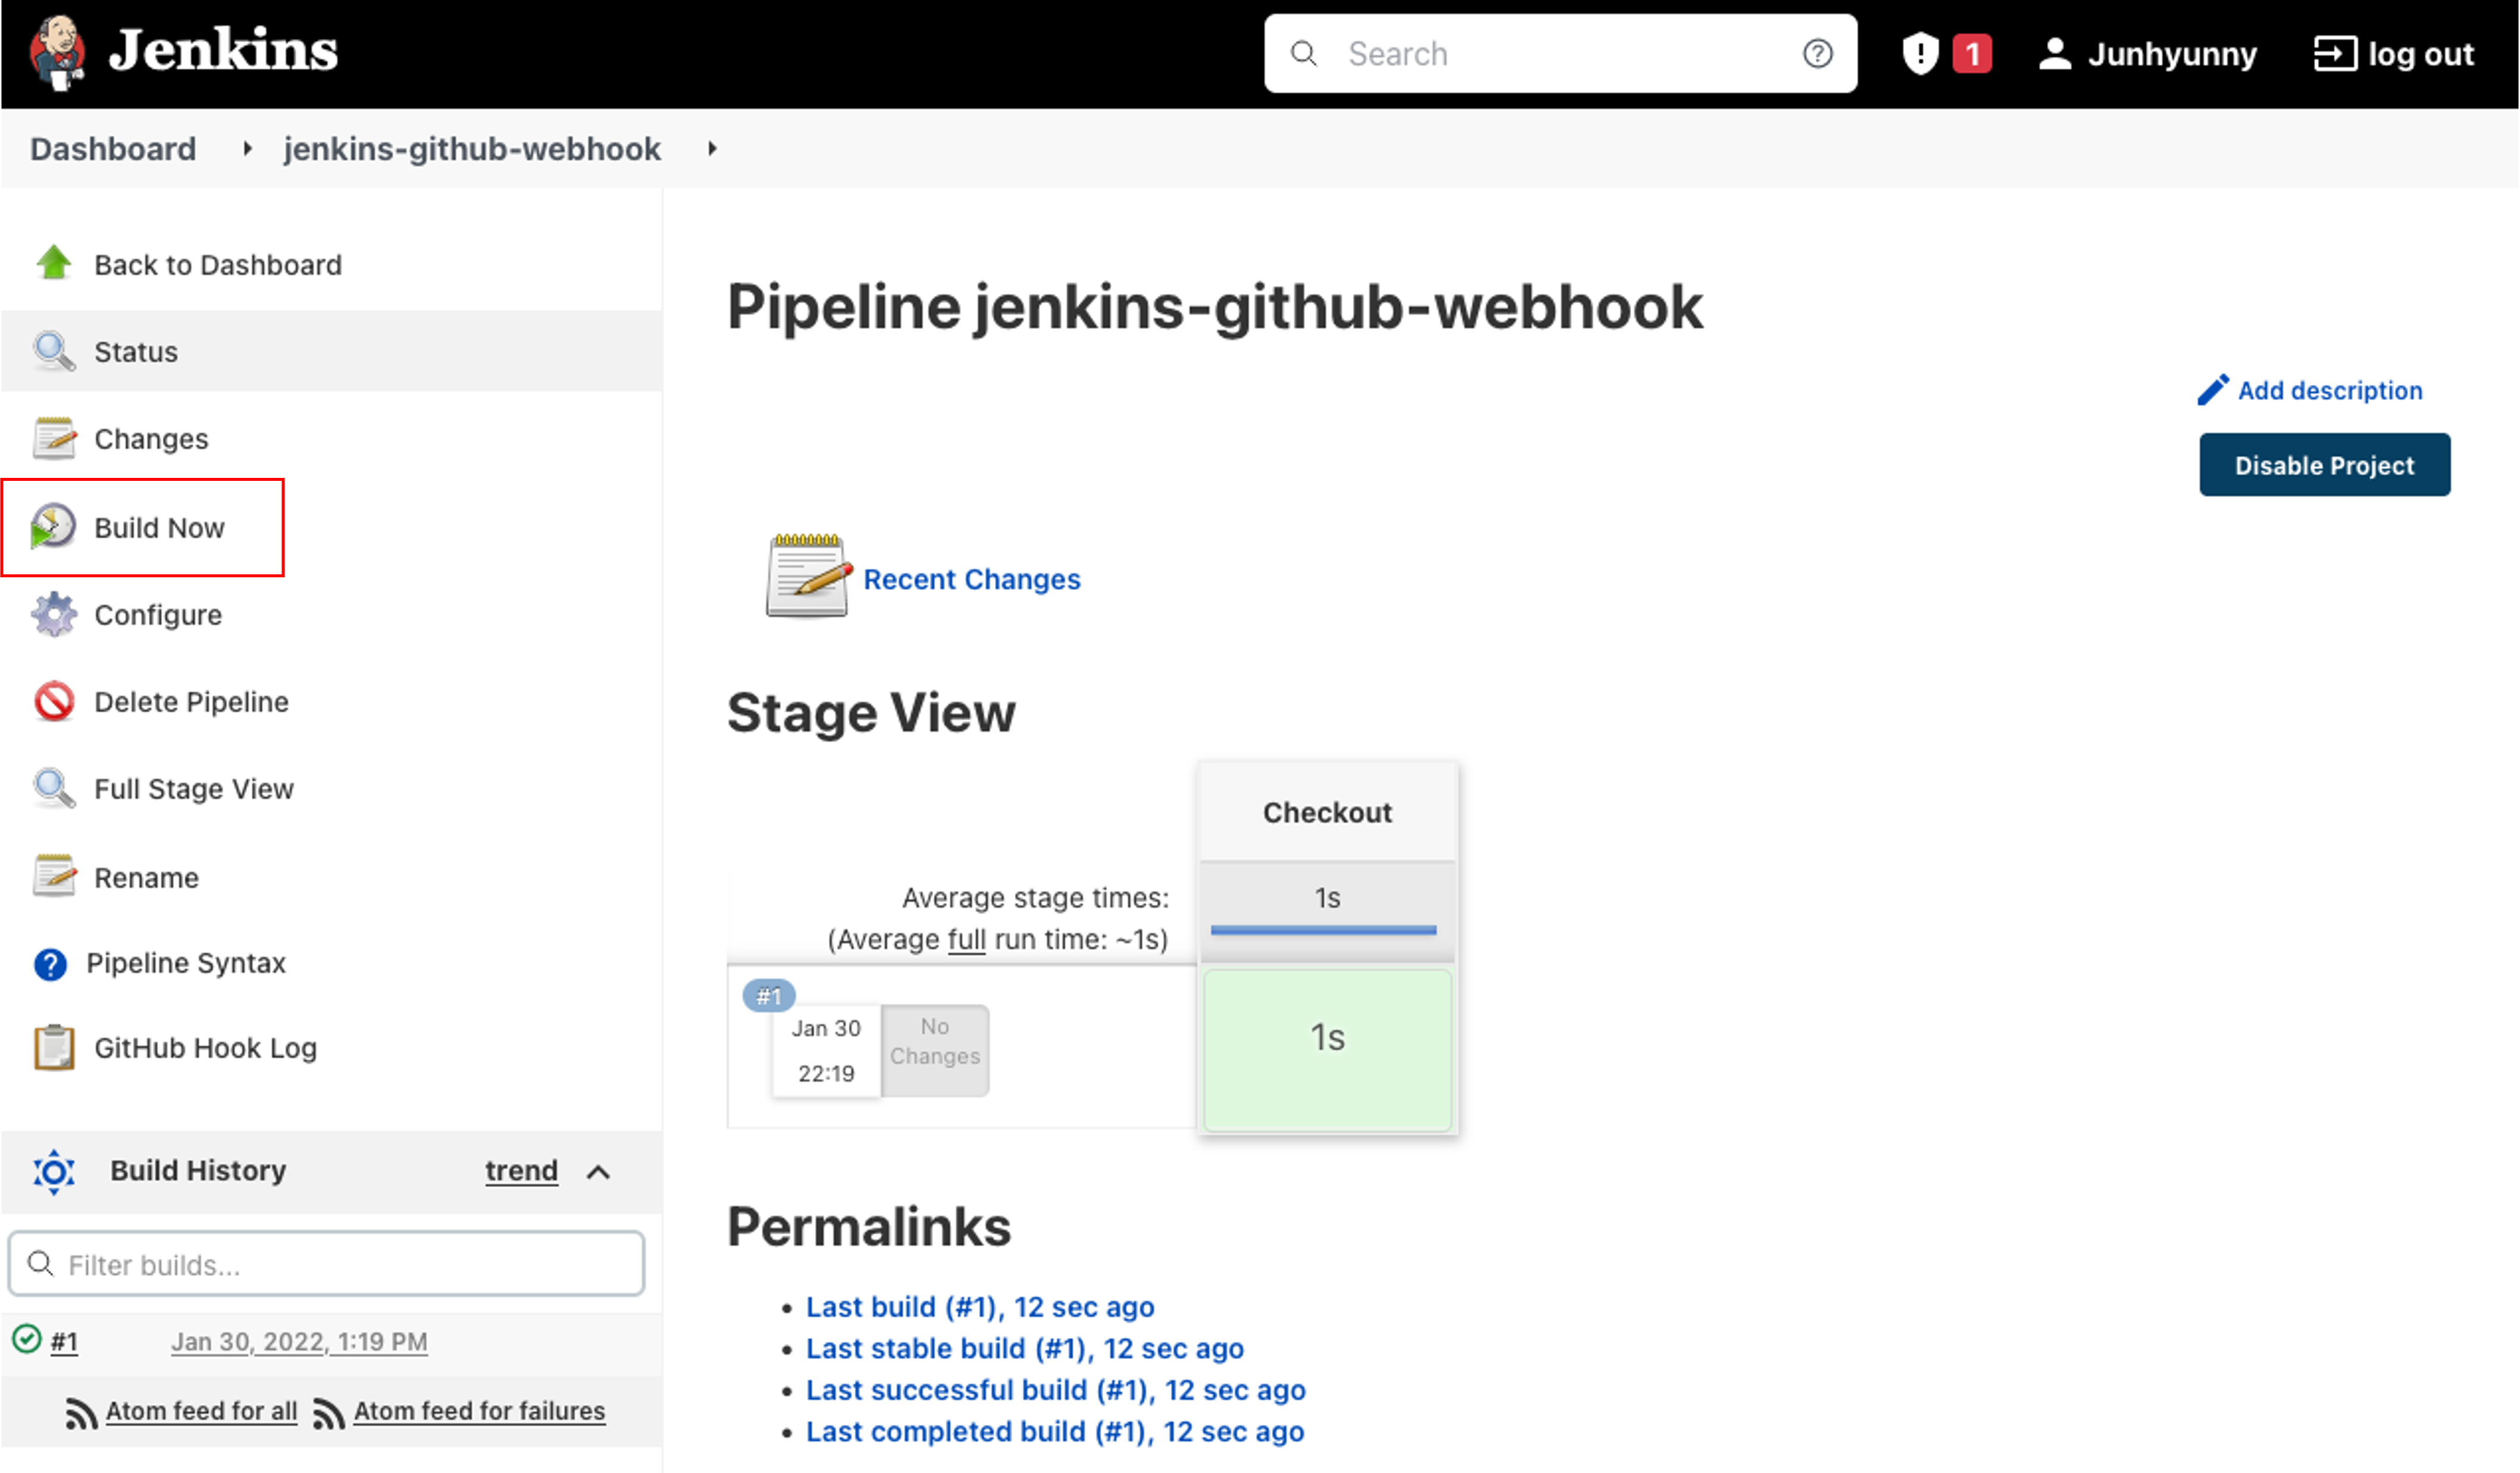 Jenkins
Search
1
Junhyunny
log out
Dashboard
jenkins-github-webhook
Back to Dashboard
Status
Changes
Build Now
Configure
Delete Pipeline
Full Stage View
Rename
Pipeline Syntax
GitHub Hook Log
Build History
trend
Filter builds...
#1
Jan 30, 2022, 1:19 PM
Atom feed for all
Atom feed for failures
Pipeline jenkins-github-webhook
Add description
Disable Project
Recent Changes
Stage View
Checkout
Average stage times:
1s
(Average full run time: ~1s)
#1
Jan 30
22:19
No
Changes
1s
Permalinks
Last build (#1), 12 sec ago
Last stable build (#1), 12 sec ago
Last successful build (#1), 12 sec ago
Last completed build (#1), 12 sec ago